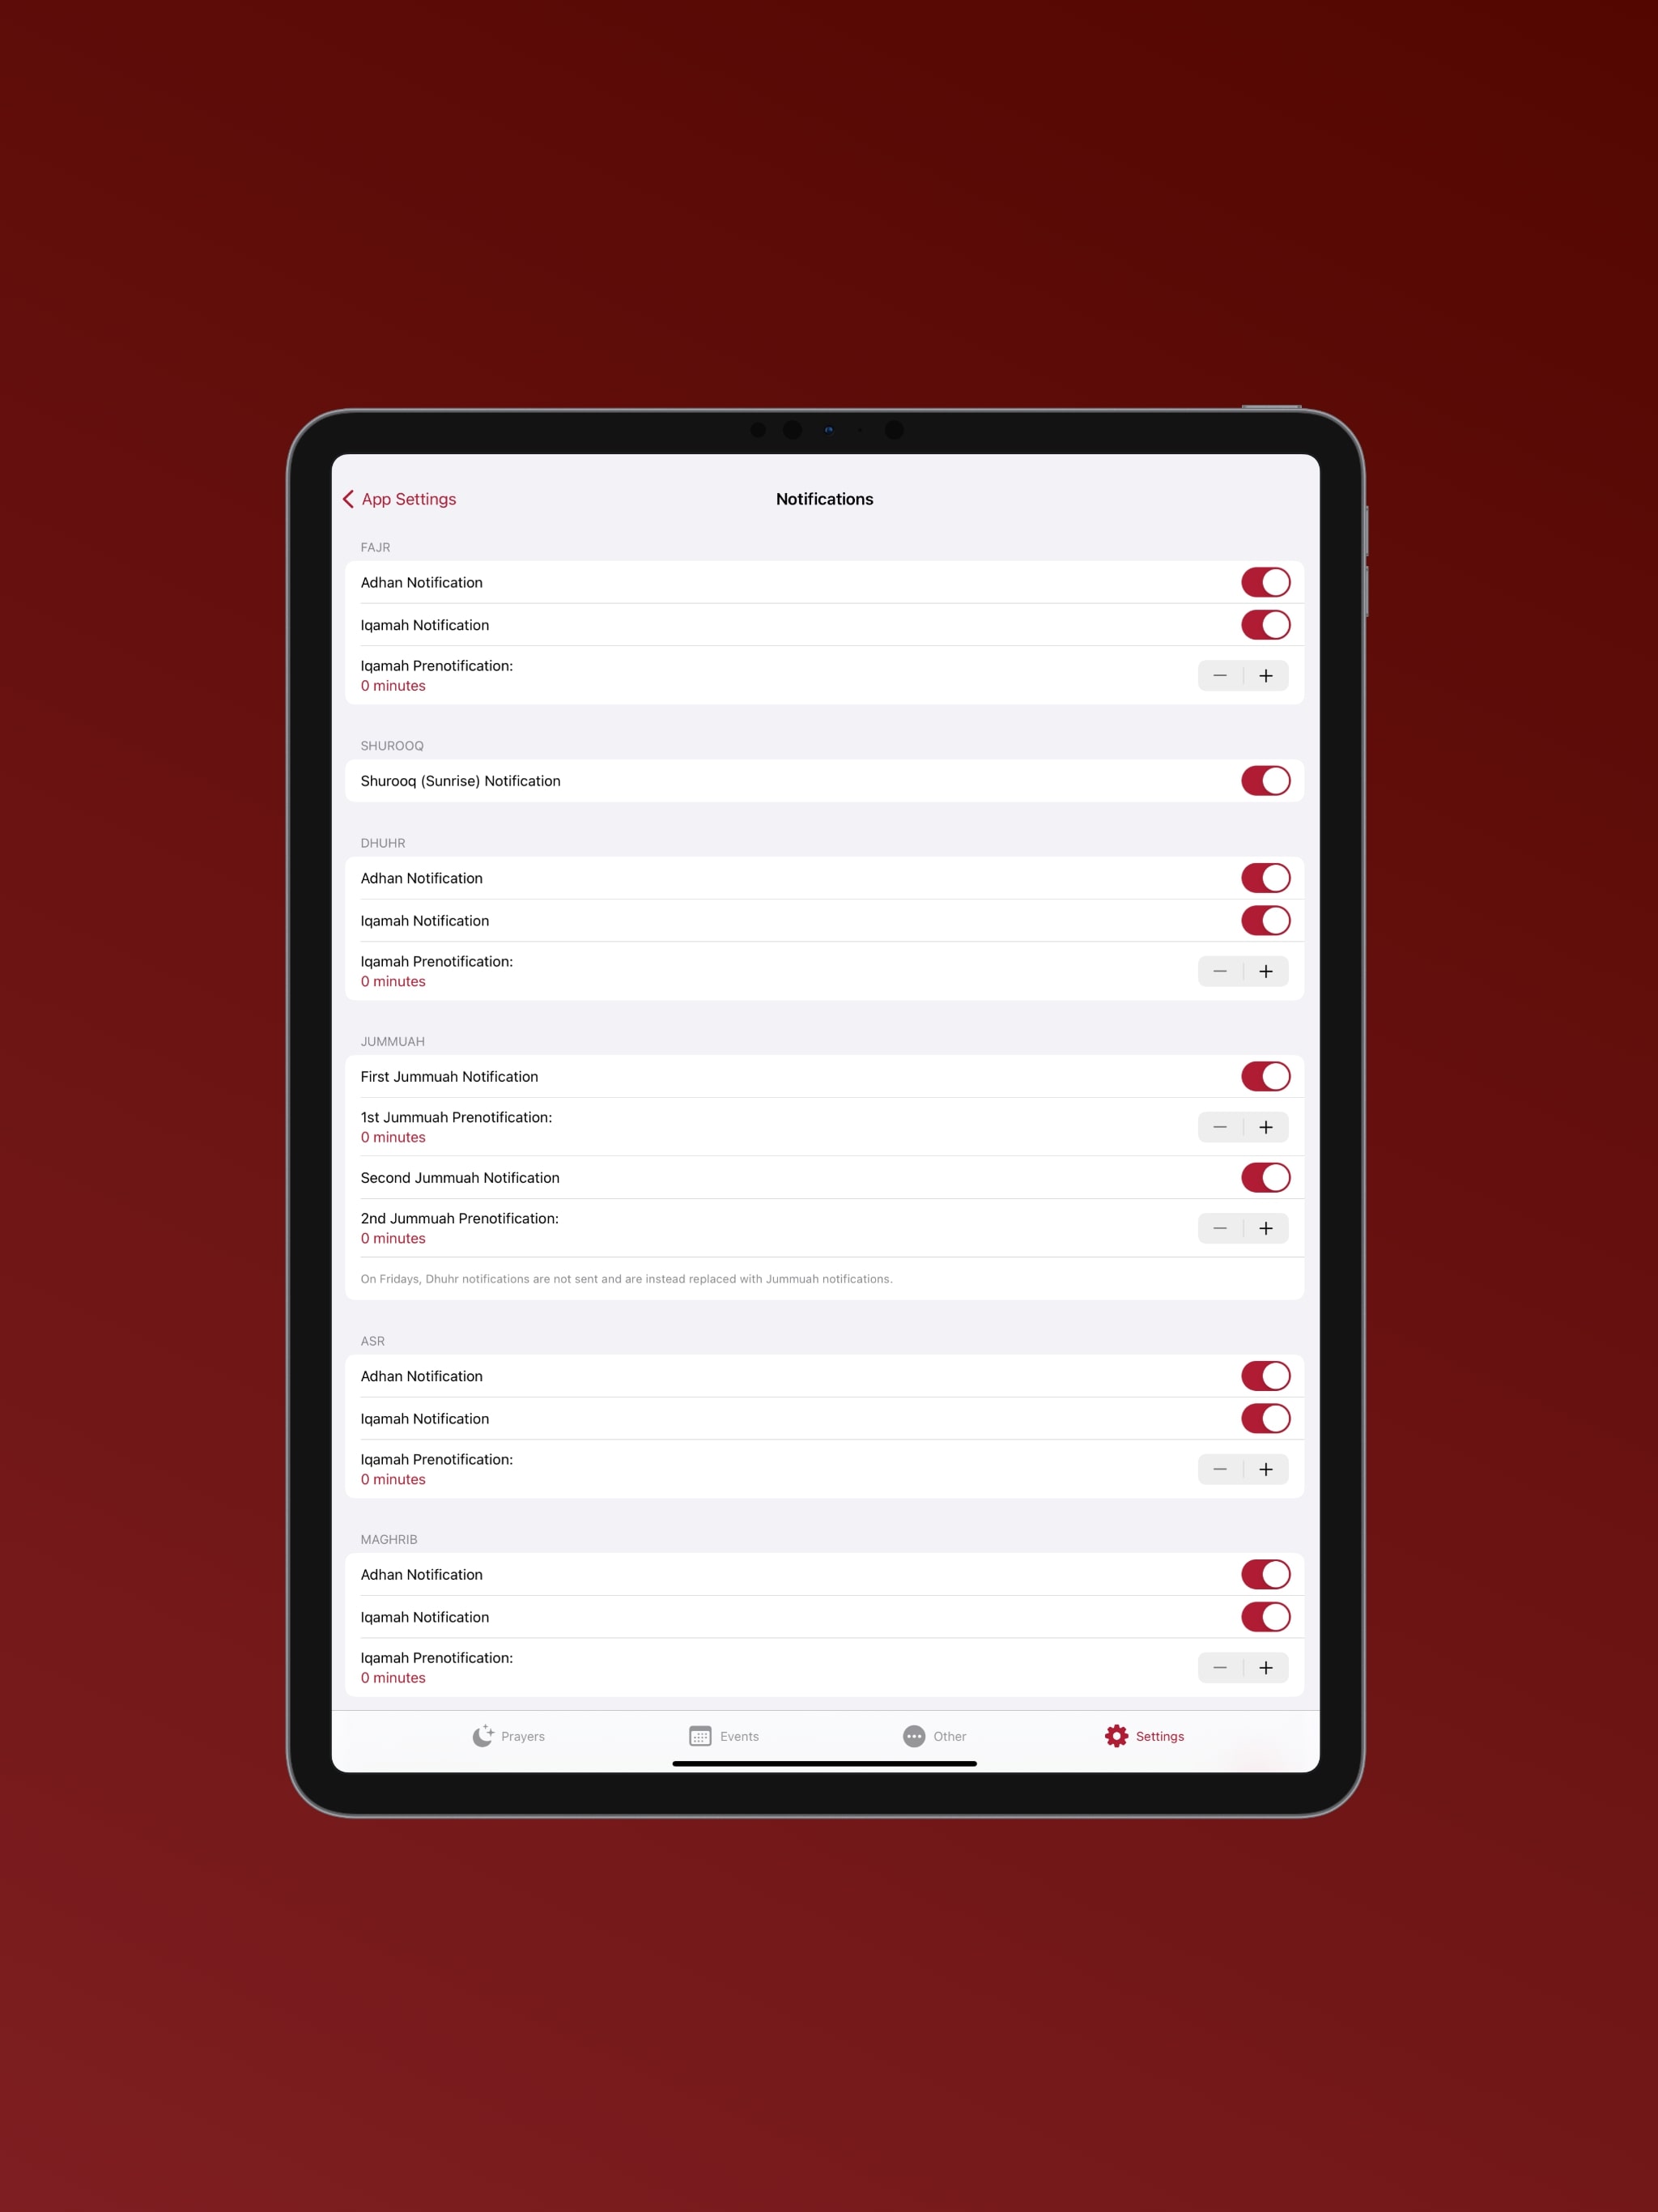 App Settings
Notifications
FAJR
Adhan Notification
Iqamah Notification
Iqamah Prenotification:
0 minutes
SHUROOQ
Shurooq (Sunrise) Notification
DHUHR
Adhan Notification
Iqamah Notification
Iqamah Prenotification:
0 minutes
JUMMUAH
First Jummuah Notification
1st Jummuah Prenotification:
0 minutes
Second Jummuah Notification
2nd Jummuah Prenotification:
0 minutes
On Fridays, Dhuhr notifications are not sent and are instead replaced with Jummuah notifications.
ASR
Adhan Notification
Iqamah Notification
Iqamah Prenotification:
0 minutes
MAGHRIB
Adhan Notification
Iqamah Notification
Iqamah Prenotification:
0 minutes
Prayers
Events
Other
Settings